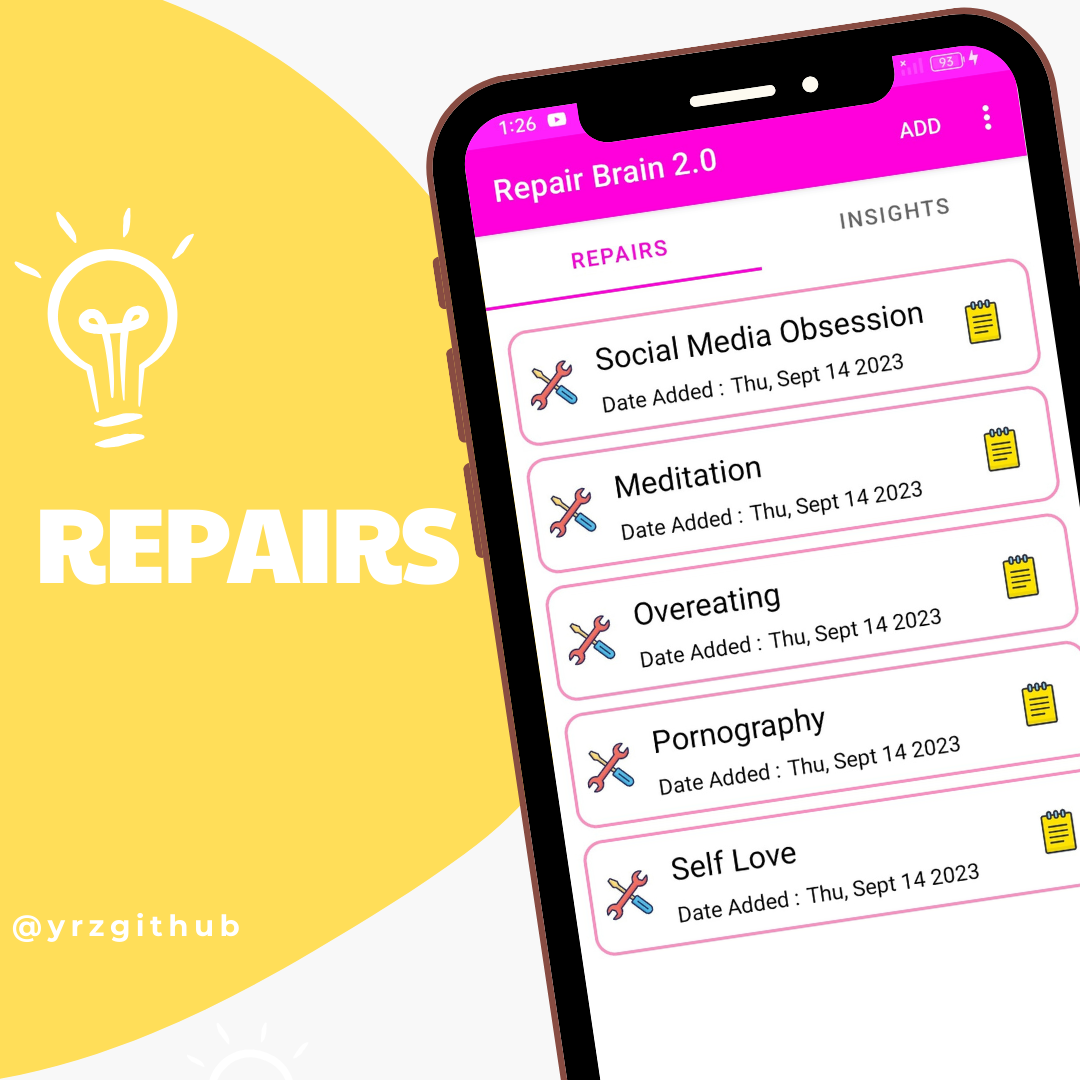 1:26
93
Repair Brain 2.0
ADD
REPAIRS
INSIGHTS
Social Media Obsession
Date Added : Thu, Sept 14 2023
Meditation
Date Added : Thu, Sept 14 2023
Overeating
Date Added : Thu, Sept 14 2023
Pornography
Date Added : Thu, Sept 14 2023
Self Love
Date Added : Thu, Sept 14 2023
REPAIRS
@yrzgithub